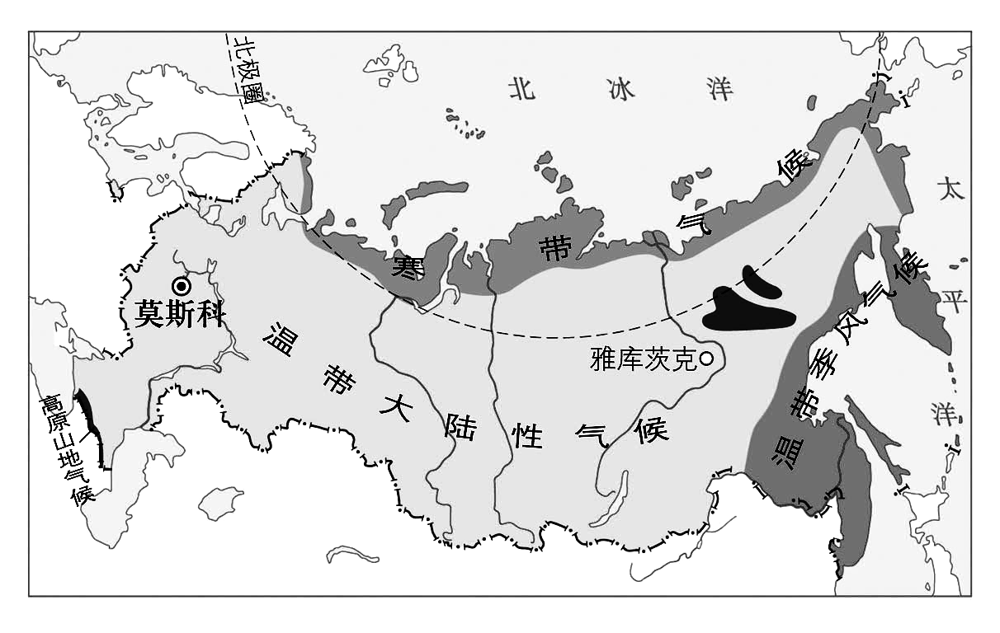 北极圈
北冰洋
太平洋
寒带气候
莫斯科
温带大陆性气候
雅库茨克
温带季风气候
高原山地气候